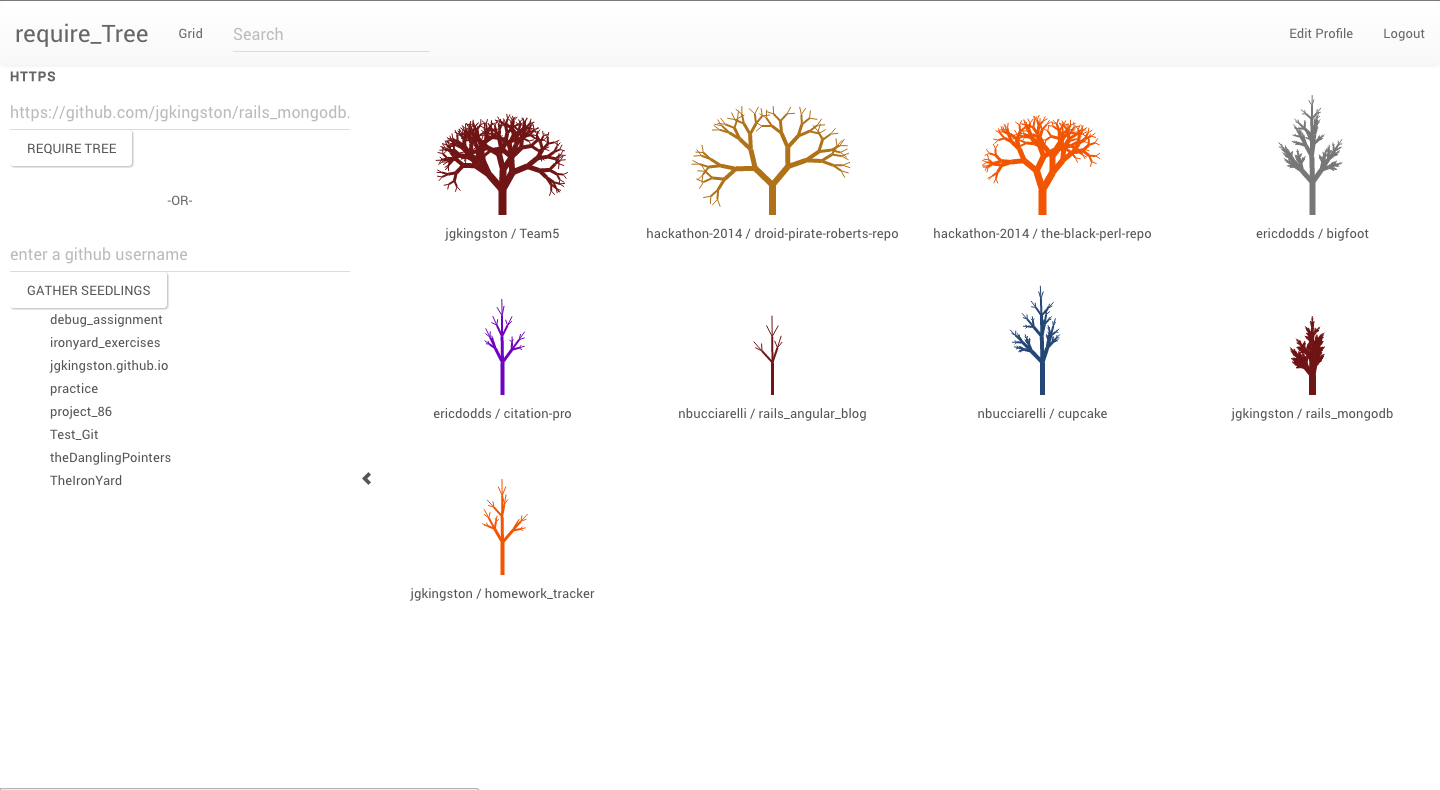 require_Tree Grid Search Edit Profile Logout
HTTPS
https://github.com/jgkingston/rails_mongodb.
REQUIRE TREE
-OR-
enter a github username
GATHER SEEDLINGS
debug_assignment
ironyard_exercises
jgkingston.github.io
practice
project_86
Test_Git
theDanglingPointers
TheIronYard
jgkingston / Team5
hackathon-2014 / droid-pirate-roberts-repo
hackathon-2014 / the-black-perl-repo
ericdodds / bigfoot
ericdodds / citation-pro
nbucciarelli / rails_angular_blog
nbucciarelli / cupcake
jgkingston / rails_mongodb
jgkingston / homework_tracker